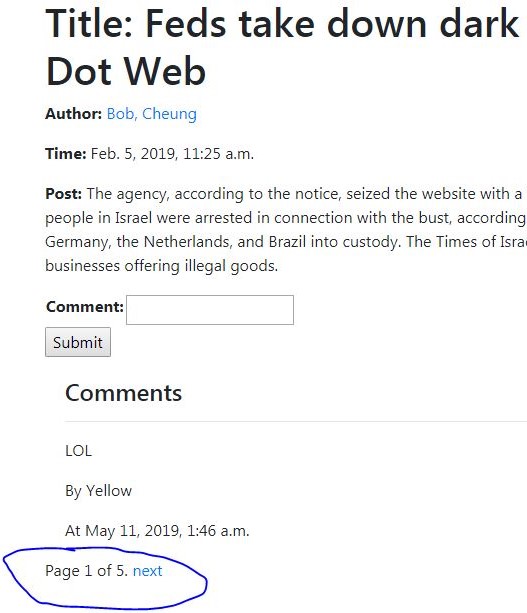 Title: Feds take down dark
Dot Web
Author: Bob, Cheung
Time: Feb. 5, 2019, 11:25 a.m.
Post: The agency, according to the notice, seized the website with a
people in Israel were arrested in connection with the bust, according
Germany, the Netherlands, and Brazil into custody. The Times of Israe
businesses offering illegal goods.
Comment:
Submit
Comments
LOL
By Yellow
At May 11, 2019, 1:46 a.m.
Page 1 of 5. next